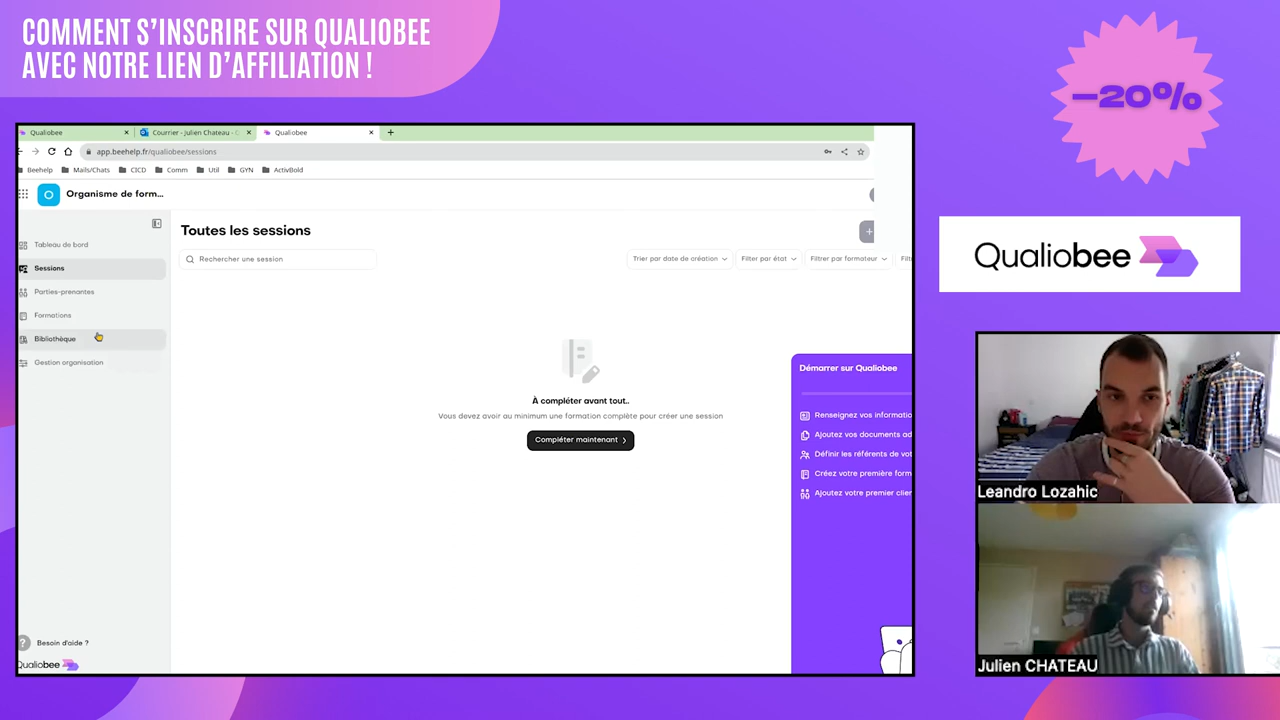 COMMENT S'INSCRIRE SUR QUALIOBEE
AVEC NOTRE LIEN D'AFFILIATION !
-20%
Qualiobee
Courrier - Julien Chateau -
Qualiobee
app.beehelp.fr/qualiobee/sessions
Beehelp
Mails/Chats
CICD
Comm
Util
GYN
ActivBold
O
Organisme de form...
Tableau de bord
Sessions
Parties-prenantes
Formations
Bibliothèque
Gestion organisation
Toutes les sessions
Rechercher une session
Trier par date de création
Filter par état
Filtrer par formateur
À compléter avant tout..
Vous devez avoir au minimum une formation complète pour créer une session
Compléter maintenant
Démarrer sur Qualiobee
Renseignez vos informatio
Ajoutez vos documents ad
Définir les référents de vot
Créez votre première form
Ajoutez votre premier clier
Besoin d'aide ?
Qualiobee
Qualiobee
Leandro Lozahic
Julien CHATEAU